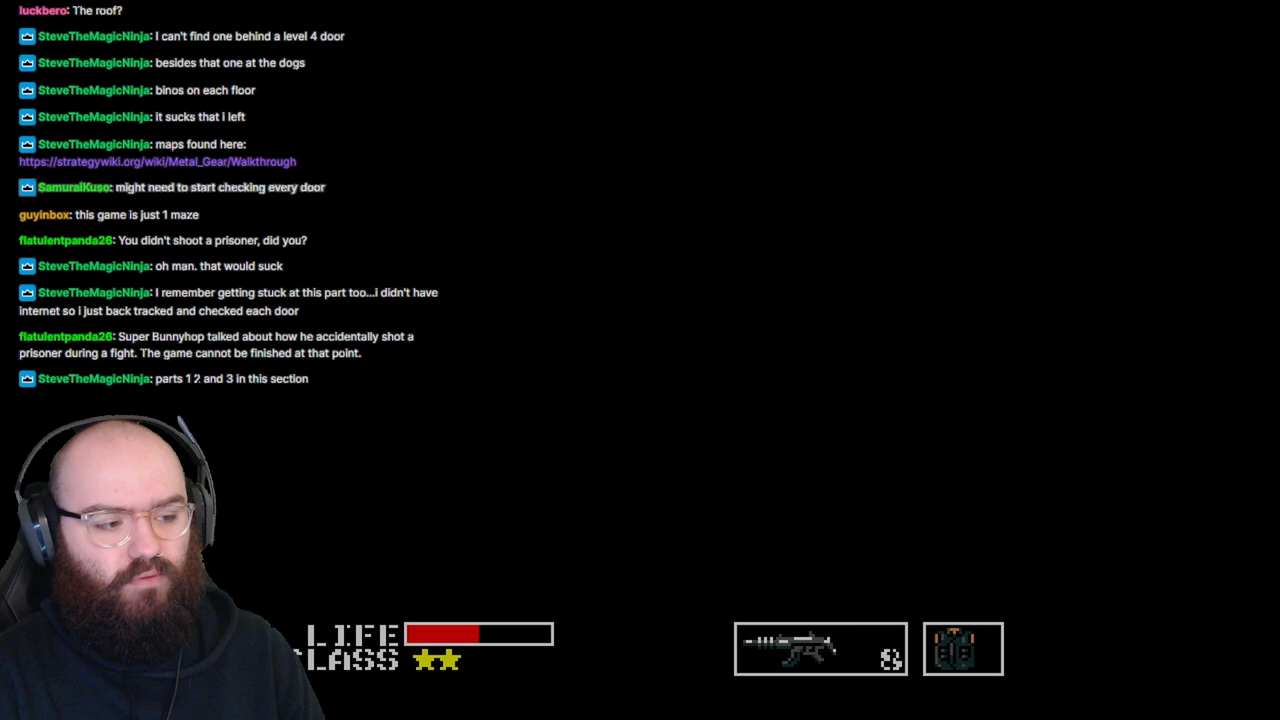 luckbero: The roof?
SteveTheMagicNinja: I can't find one behind a level 4 door
SteveTheMagicNinja: besides that one at the dogs
SteveTheMagicNinja: binos on each floor
SteveTheMagicNinja: it sucks that i left
SteveTheMagicNinja: maps found here:
https://strategywiki.org/wiki/Metal_Gear/Walkthrough
SamuraiKuso: might need to start checking every door
guyinbox: this game is just 1 maze
flatulentpanda26: You didn't shoot a prisoner, did you?
SteveTheMagicNinja: oh man. that would suck
SteveTheMagicNinja: I remember getting stuck at this part too...i didn't have
internet so i just back tracked and checked each door
flatulentpanda26: Super Bunnyhop talked about how he accidentally shot a
prisoner during a fight. The game cannot be finished at that point.
SteveTheMagicNinja: parts 1 2 and 3 in this section
LIFE
CLASS